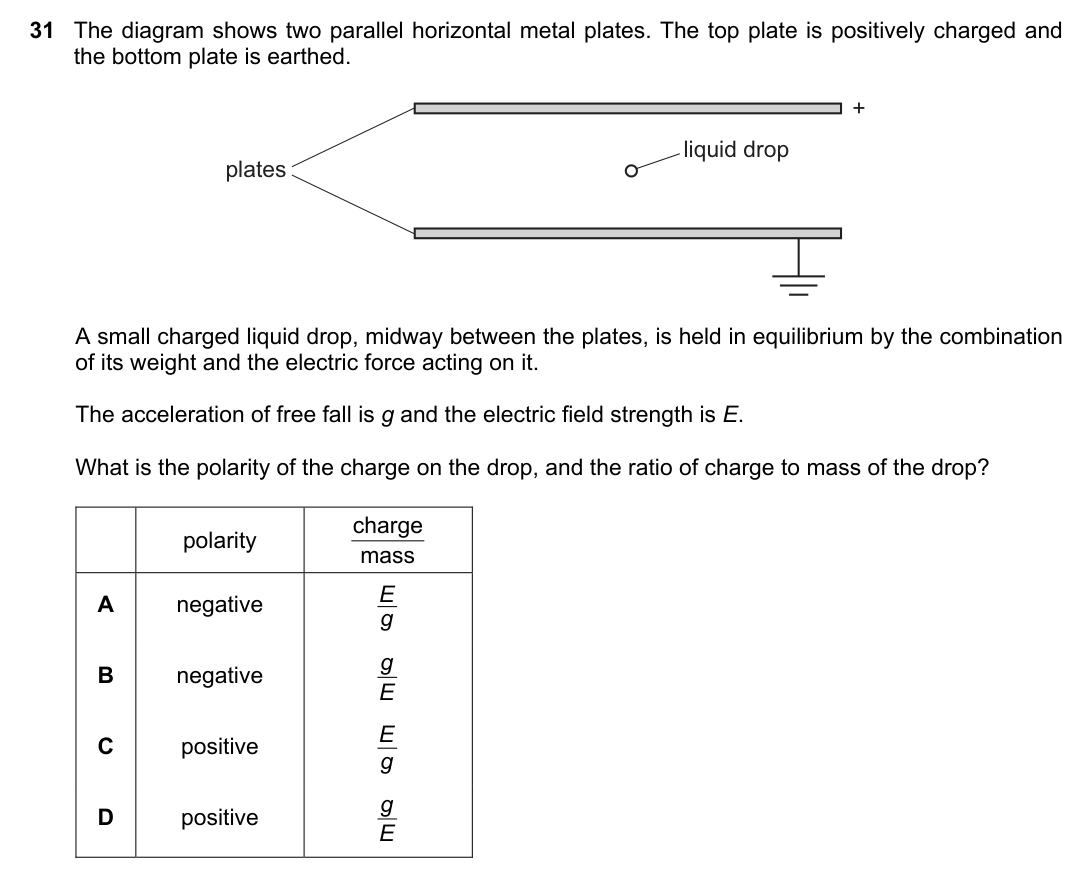 31 The diagram shows two parallel horizontal metal plates. The top plate is positively charged and
the bottom plate is earthed.
+
liquid drop
plates
A small charged liquid drop, midway between the plates, is held in equilibrium by the combination
of its weight and the electric force acting on it.
The acceleration of free fall is g and the electric field strength is E.
What is the polarity of the charge on the drop, and the ratio of charge to mass of the drop?
polarity charge/mass
A negative E/g
B negative g/E
C positive E/g
D positive g/E